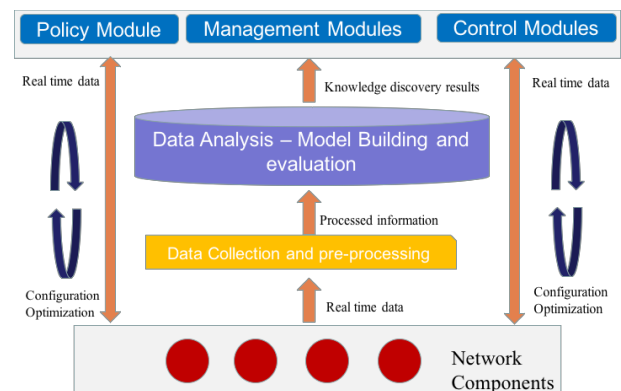 Policy Module
Management Modules
Control Modules
Real time data
Knowledge discovery results
Real time data
Data Analysis – Model Building and
evaluation
Processed information
Data Collection and pre-processing
Configuration
Optimization
Real time data
Configuration
Optimization
Network
Components